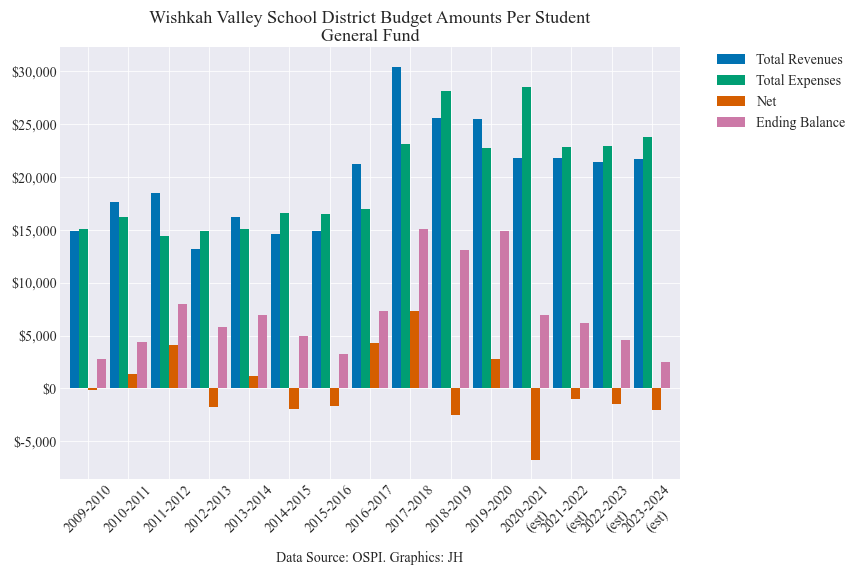 Wishkah Valley School District Budget Amounts Per Student
General Fund
Total Revenues
Total Expenses
Net
Ending Balance
$30,000
$25,000
$20,000
$15,000
$10,000
$5,000
$0
$-5,000
2009-2010
2010-2011
2011-2012
2012-2013
2013-2014
2014-2015
2015-2016
2016-2017
2017-2018
2018-2019
2019-2020
2020-2021
(est)
2021-2022
(est)
2022-2023
(est)
2023-2024
(est)
Data Source: OSPI. Graphics: JH